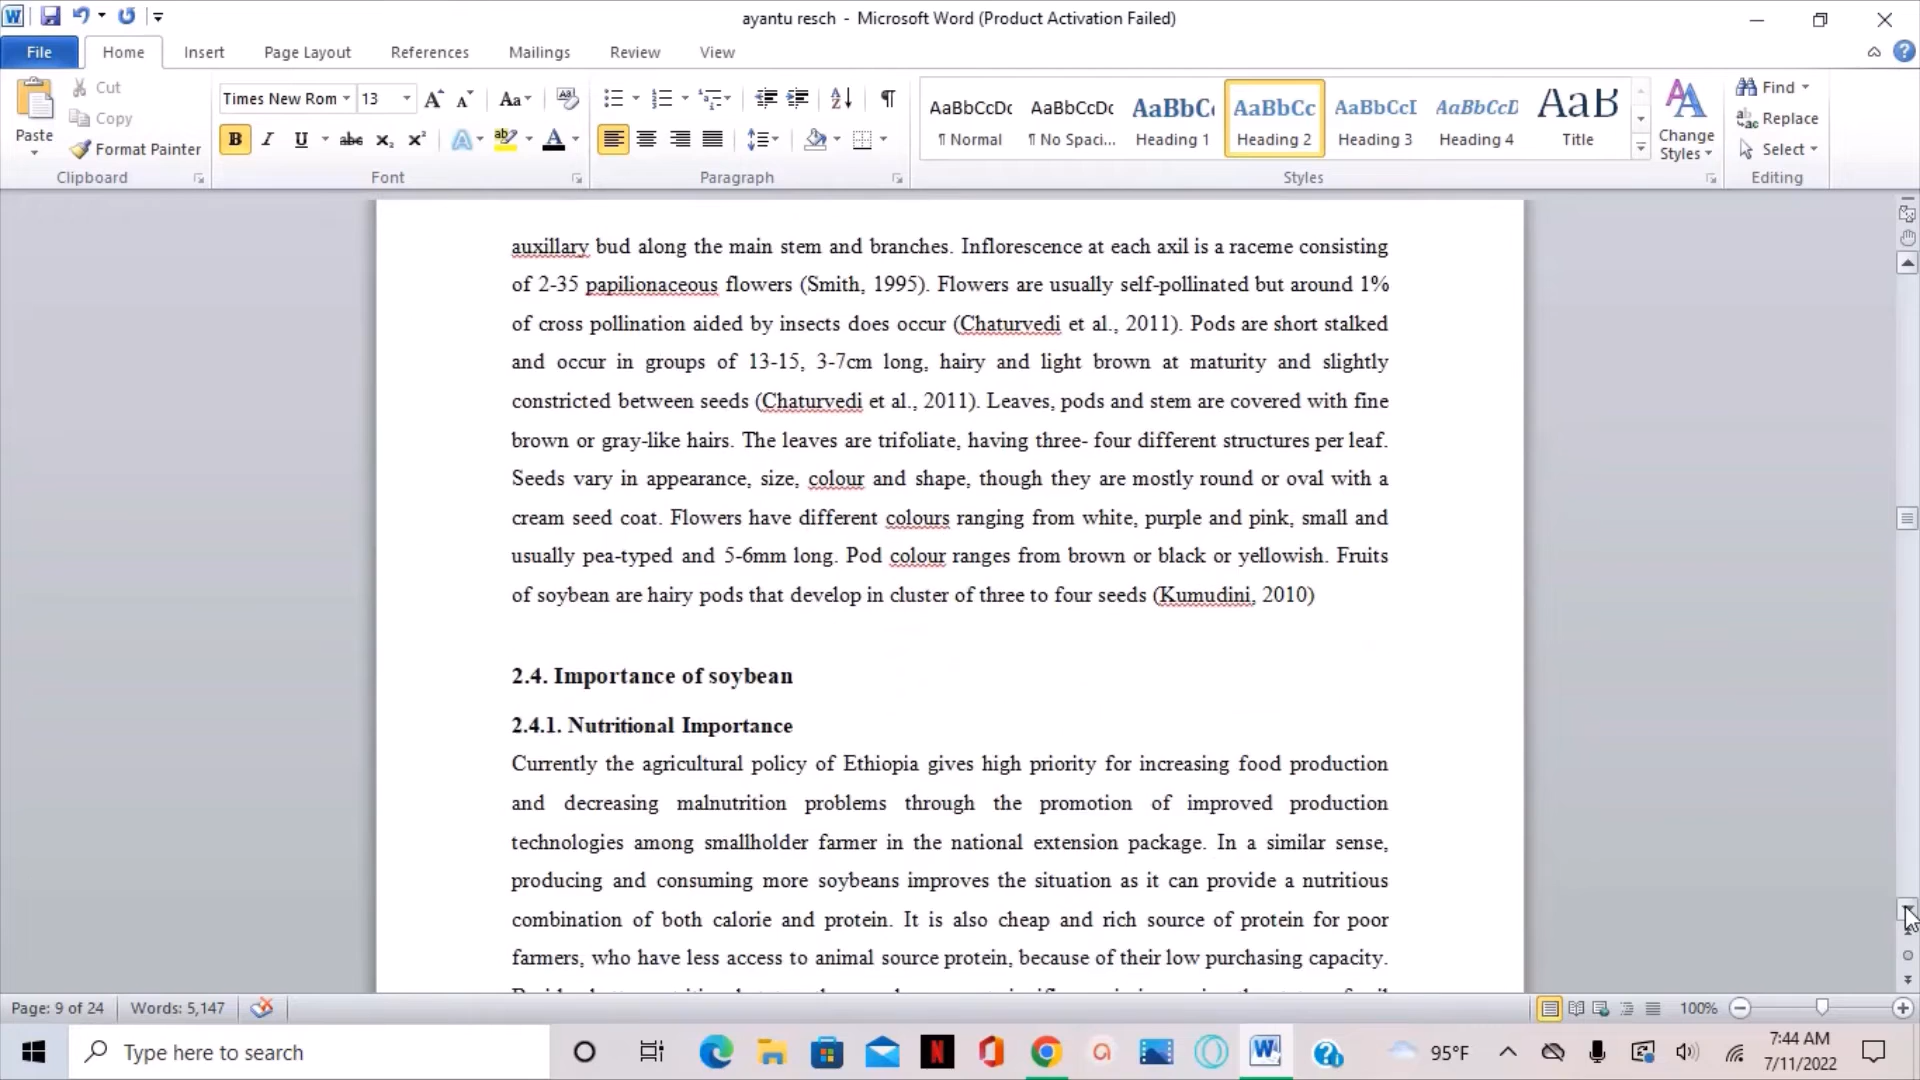 ayantu resch - Microsoft Word (Product Activation Failed)
File Home Insert Page Layout References Mailings Review View
Paste
Cut
Copy
Format Painter
Clipboard
Times New Rom 13
Font
Paragraph
AaBbCcDc AaBbCcDc AaBbC AaBbCc AaBbCcI AaBbCcD AaB
¶ Normal ¶ No Spaci... Heading 1 Heading 2 Heading 3 Heading 4 Title
Styles
Change
Styles
Find
Replace
Select
Editing
auxillary bud along the main stem and branches. Inflorescence at each axil is a raceme consisting
of 2-35 papilionaceous flowers (Smith, 1995). Flowers are usually self-pollinated but around 1%
of cross pollination aided by insects does occur (Chaturvedi et al., 2011). Pods are short stalked
and occur in groups of 13-15, 3-7cm long, hairy and light brown at maturity and slightly
constricted between seeds (Chaturvedi et al., 2011). Leaves, pods and stem are covered with fine
brown or gray-like hairs. The leaves are trifoliate, having three- four different structures per leaf.
Seeds vary in appearance, size, colour and shape, though they are mostly round or oval with a
cream seed coat. Flowers have different colours ranging from white, purple and pink, small and
usually pea-typed and 5-6mm long. Pod colour ranges from brown or black or yellowish. Fruits
of soybean are hairy pods that develop in cluster of three to four seeds (Kumudini, 2010)
2.4. Importance of soybean
2.4.1. Nutritional Importance
Currently the agricultural policy of Ethiopia gives high priority for increasing food production
and decreasing malnutrition problems through the promotion of improved production
technologies among smallholder farmer in the national extension package. In a similar sense,
producing and consuming more soybeans improves the situation as it can provide a nutritious
combination of both calorie and protein. It is also cheap and rich source of protein for poor
farmers, who have less access to animal source protein, because of their low purchasing capacity.
Page: 9 of 24 Words: 5,147 100%
Type here to search
95°F
7:44 AM
7/11/2022